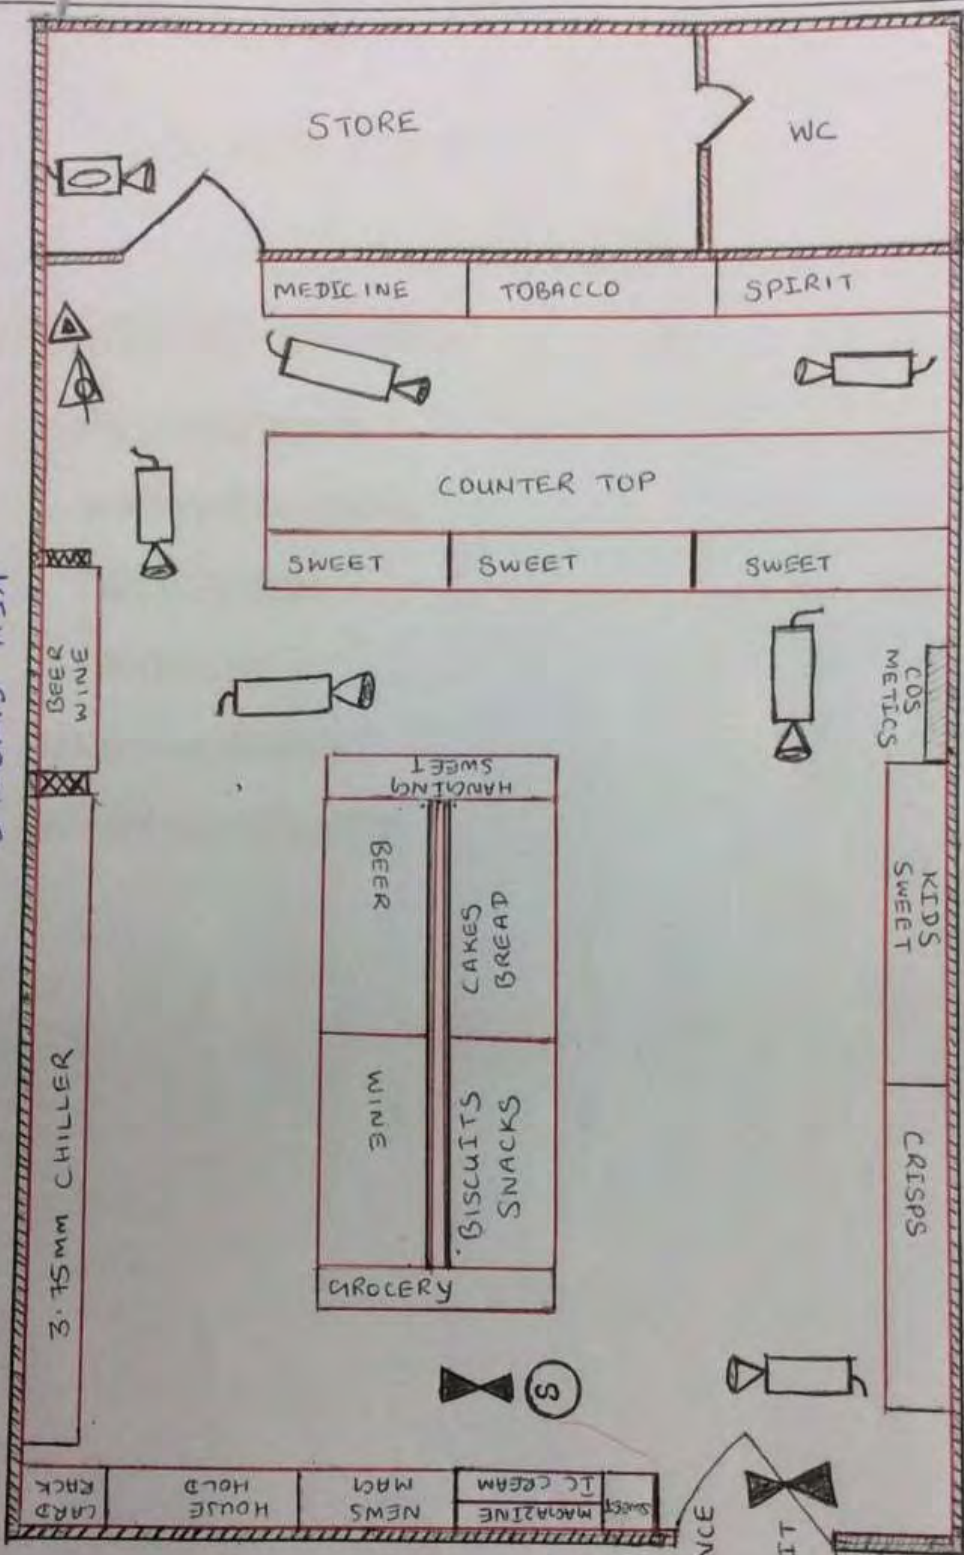 STORE
WC
MEDICINE
TOBACCO
SPIRIT
COUNTER TOP
SWEET
SWEET
SWEET
BEER
WINE
COS
METICS
HANGING
SWEET
BEER
CAKES
BREAD
KIDS
SWEET
WINE
BISCUITS
SNACKS
CRISPS
3.75MM CHILLER
GROCERY
S
CARD
RACK
HOUSE
HOLD
NEWS
MAG
MAGAZINE
IC CREAM
SWEET
NCE
IT